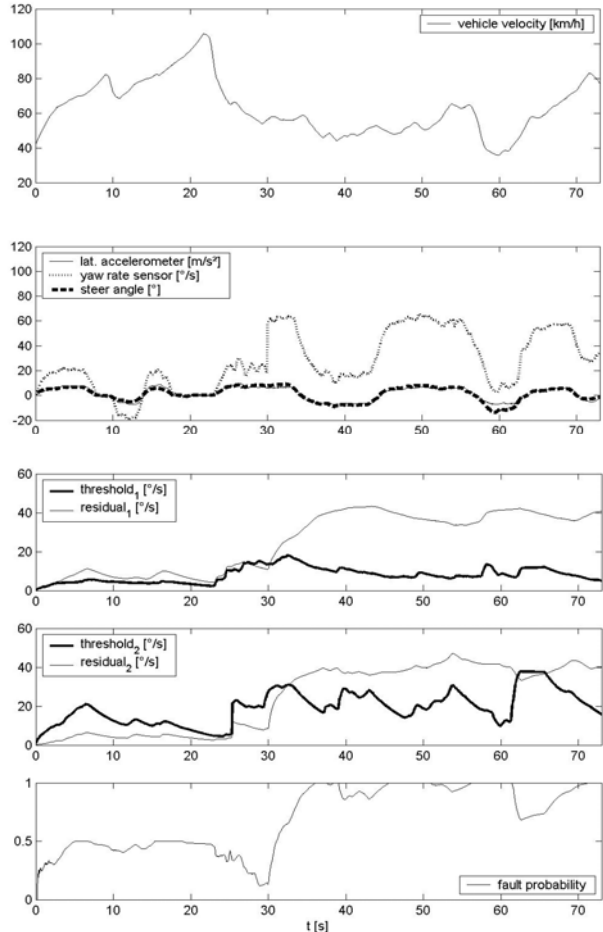 120
vehicle velocity [km/h]
100
80
60
40
20
0 10 20 30 40 50 60 70
120
lat. accelerometer [m/s²]
100
yaw rate sensor [°/s]
80
steer angle [°]
60
40
20
0
-20
0 10 20 30 40 50 60 70
60
threshold1 [°/s]
residual1 [°/s]
40
20
0
0 10 20 30 40 50 60 70
60
threshold2 [°/s]
residual2 [°/s]
40
20
0
0 10 20 30 40 50 60 70
1
0.5
fault probability
0
0 10 20 30 40 50 60 70
t [s]